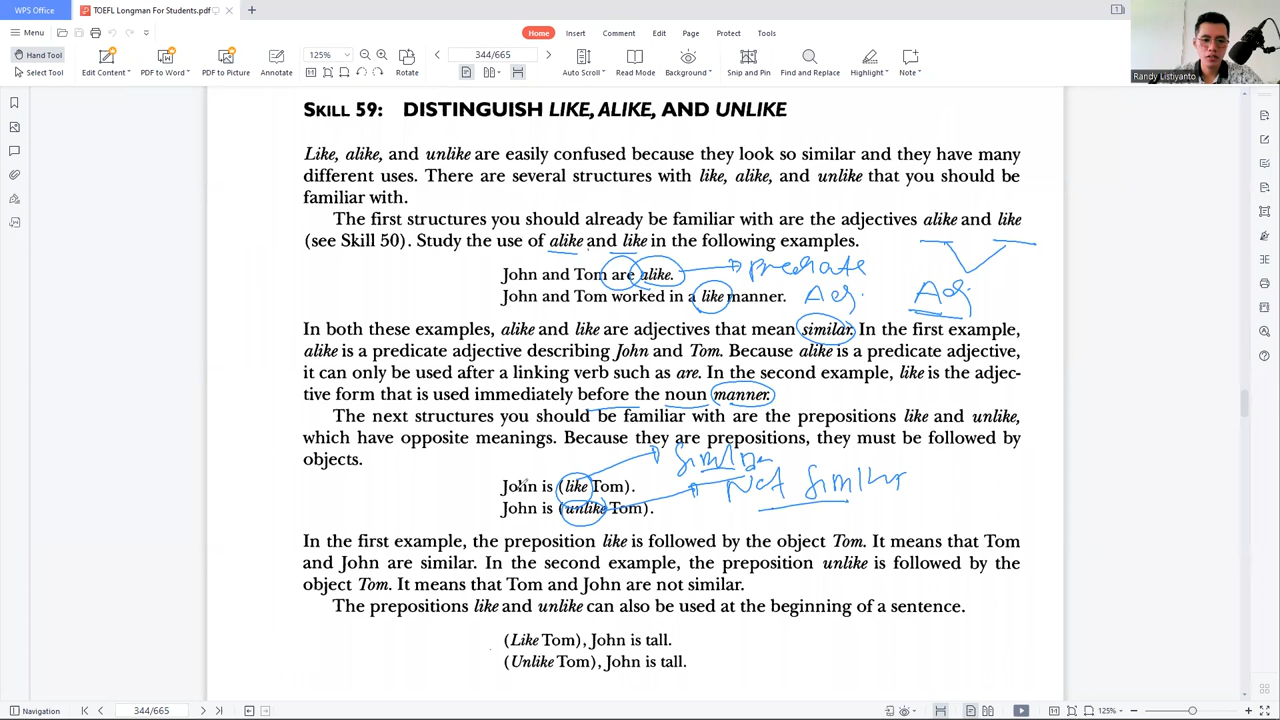 WPS Office
TOEFL Longman For Students.pdf
Menu
Home Insert Comment Edit Page Protect Tools
Hand Tool
Select Tool
Edit Content
PDF to Word
PDF to Picture
Annotate
125%
Rotate
344/665
Auto Scroll
Read Mode
Background
Snip and Pin
Find and Replace
Highlight
Note
Randy Listiyanto
SKILL 59: DISTINGUISH LIKE, ALIKE, AND UNLIKE
Like, alike, and unlike are easily confused because they look so similar and they have many
different uses. There are several structures with like, alike, and unlike that you should be
familiar with.
The first structures you should already be familiar with are the adjectives alike and like
(see Skill 50). Study the use of alike and like in the following examples.
John and Tom are alike.
John and Tom worked in a like manner. Adj. Adj
In both these examples, alike and like are adjectives that mean similar. In the first example,
alike is a predicate adjective describing John and Tom. Because alike is a predicate adjective,
it can only be used after a linking verb such as are. In the second example, like is the adjec-
tive form that is used immediately before the noun manner.
The next structures you should be familiar with are the prepositions like and unlike,
which have opposite meanings. Because they are prepositions, they must be followed by
objects.
John is (like Tom). Not Similar
John is (unlike Tom).
In the first example, the preposition like is followed by the object Tom. It means that Tom
and John are similar. In the second example, the preposition unlike is followed by the
object Tom. It means that Tom and John are not similar.
The prepositions like and unlike can also be used at the beginning of a sentence.
(Like Tom), John is tall.
(Unlike Tom), John is tall.
Navigation
344/665
125%